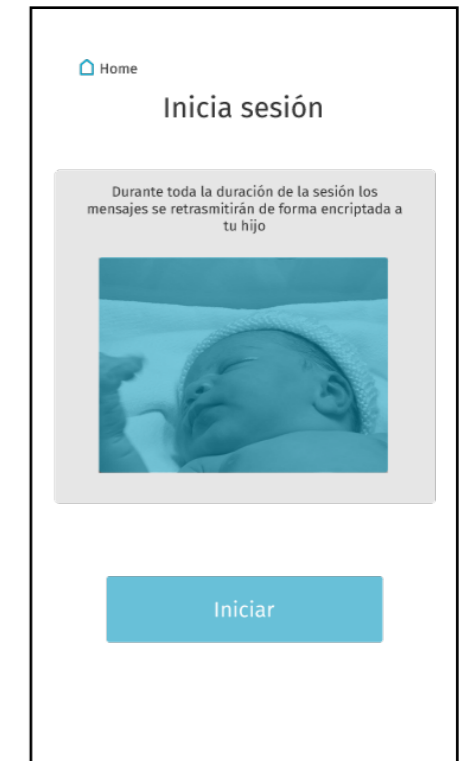 Home
Inicia sesión
Durante toda la duración de la sesión los
mensajes se retrasmitirán de forma encriptada a
tu hijo
Iniciar